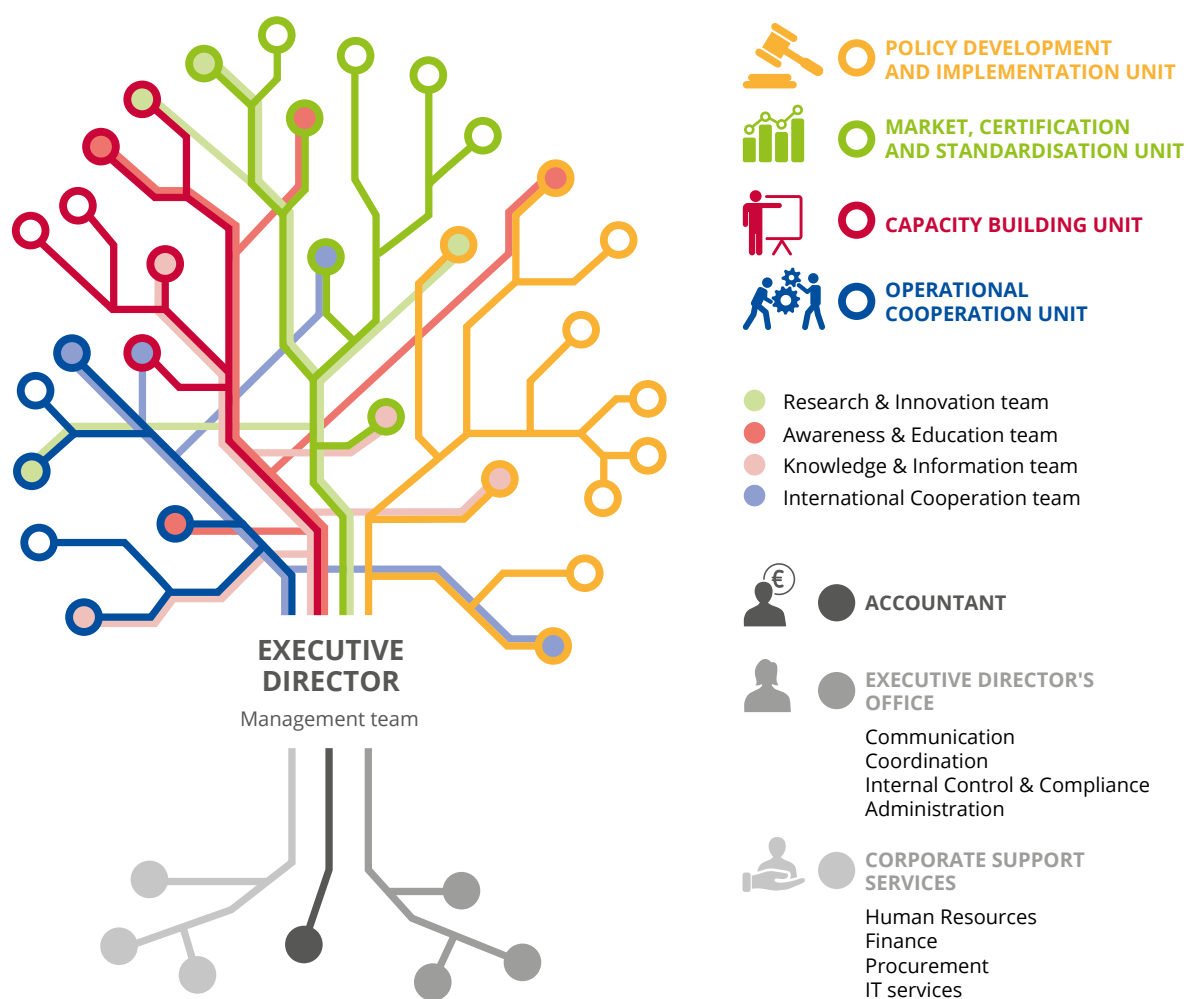 POLICY DEVELOPMENT
AND IMPLEMENTATION UNIT
MARKET, CERTIFICATION
AND STANDARDISATION UNIT
CAPACITY BUILDING UNIT
OPERATIONAL
COOPERATION UNIT
Research & Innovation team
Awareness & Education team
Knowledge & Information team
International Cooperation team
€
ACCOUNTANT
EXECUTIVE
DIRECTOR
Management team
EXECUTIVE DIRECTOR'S
OFFICE
Communication
Coordination
Internal Control & Compliance
Administration
CORPORATE SUPPORT
SERVICES
Human Resources
Finance
Procurement
IT services